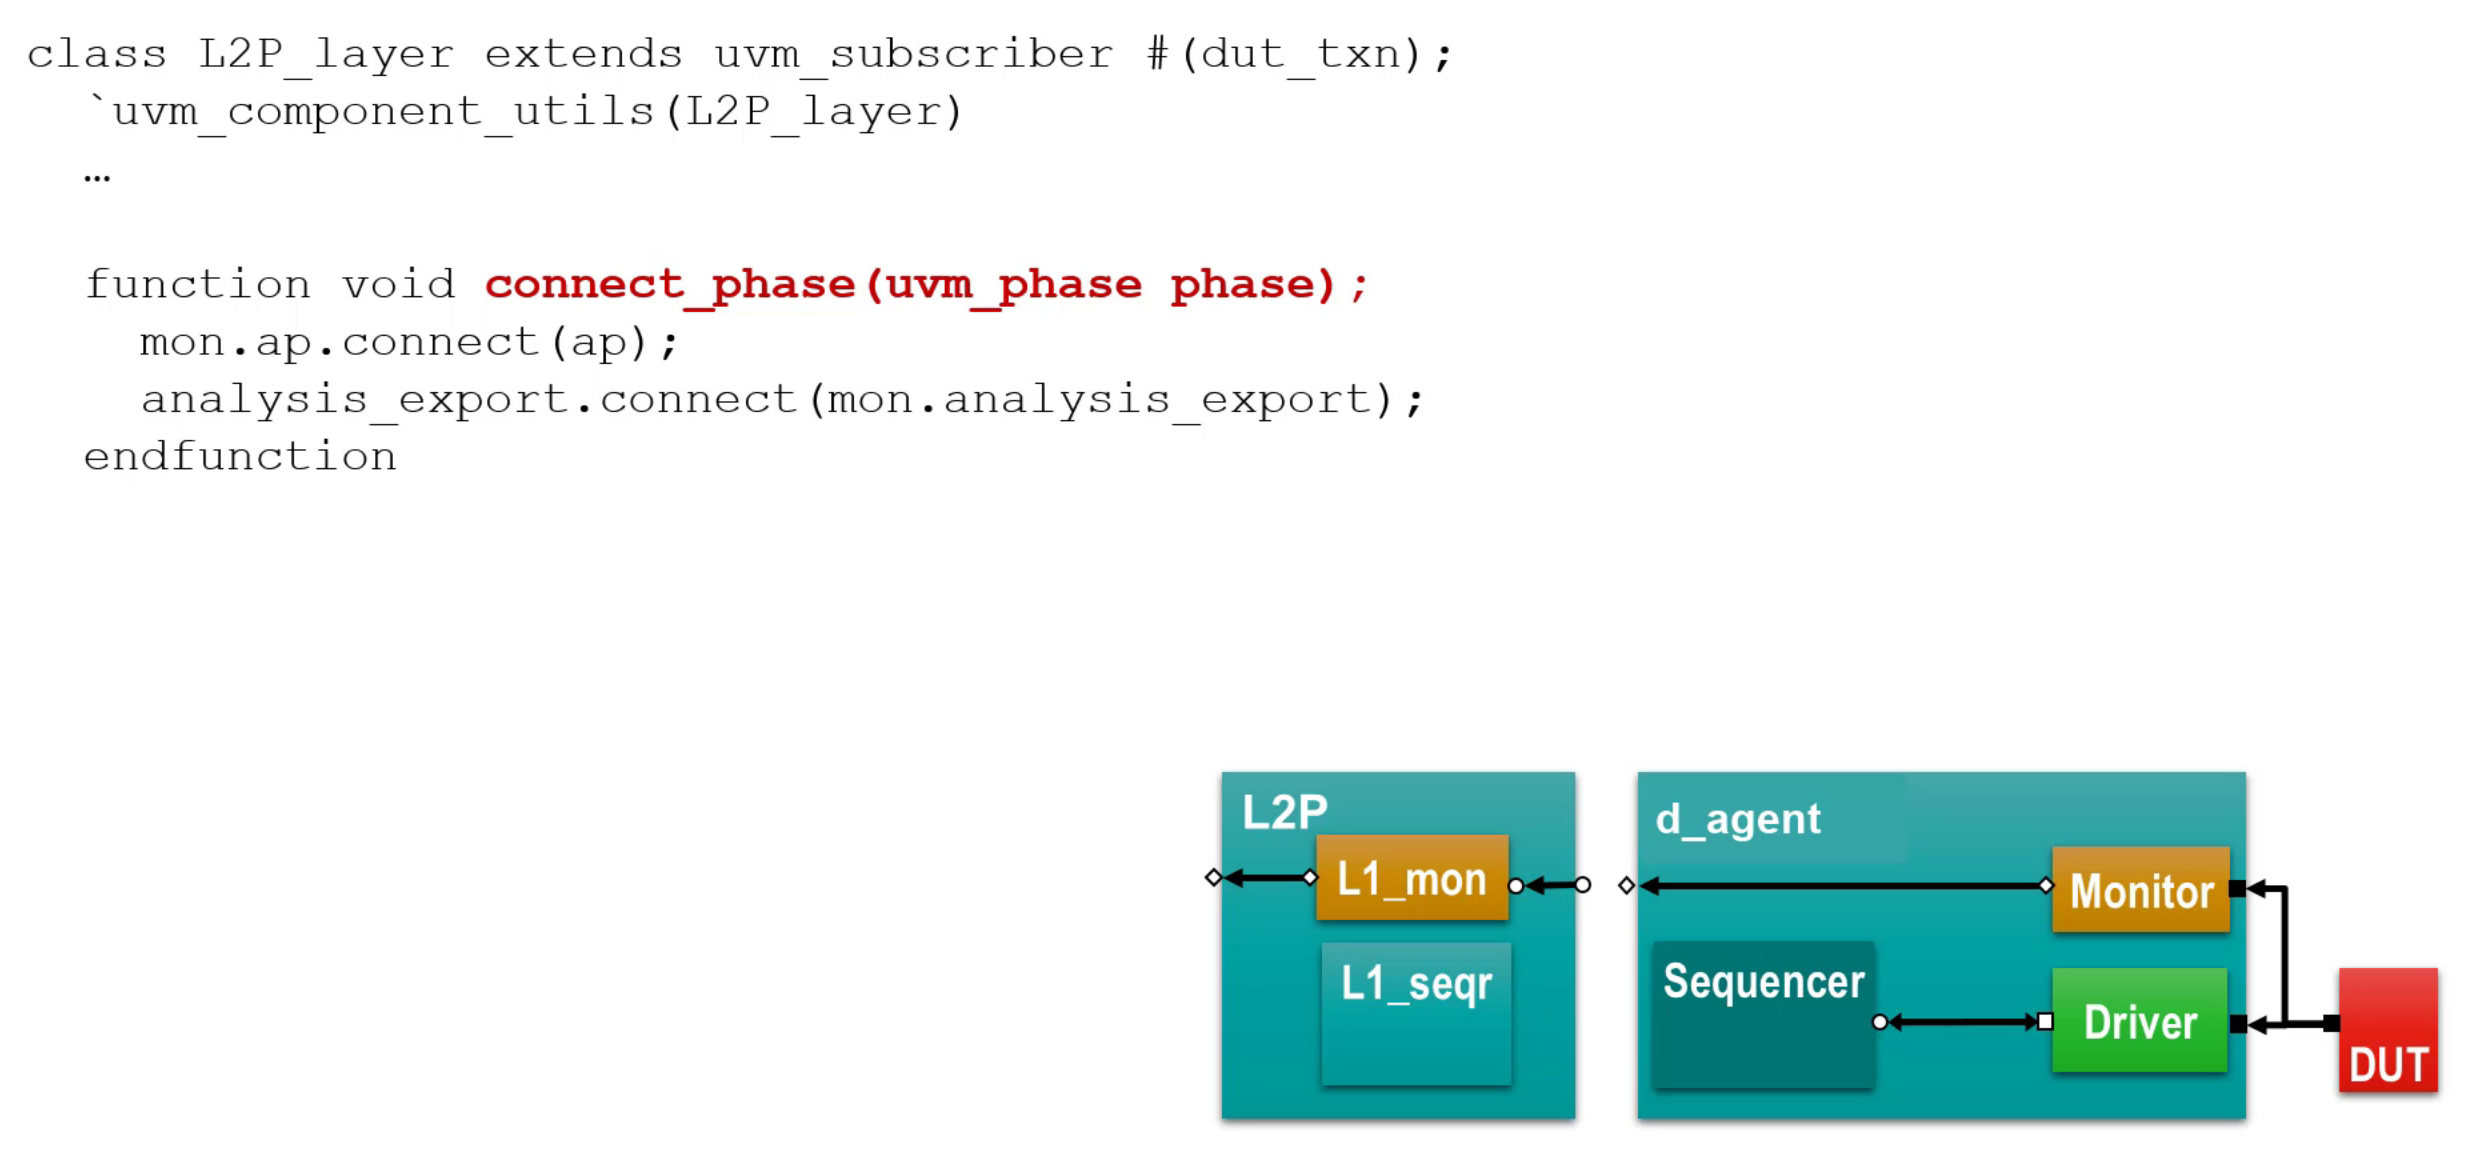 class L2P_layer extends uvm_subscriber #(dut_txn);
`uvm_component_utils(L2P_layer)
…
function void connect_phase(uvm_phase phase);
mon.ap.connect(ap);
analysis_export.connect(mon.analysis_export);
endfunction
L2P
L1_mon
L1_seqr
d_agent
Monitor
Sequencer
Driver
DUT